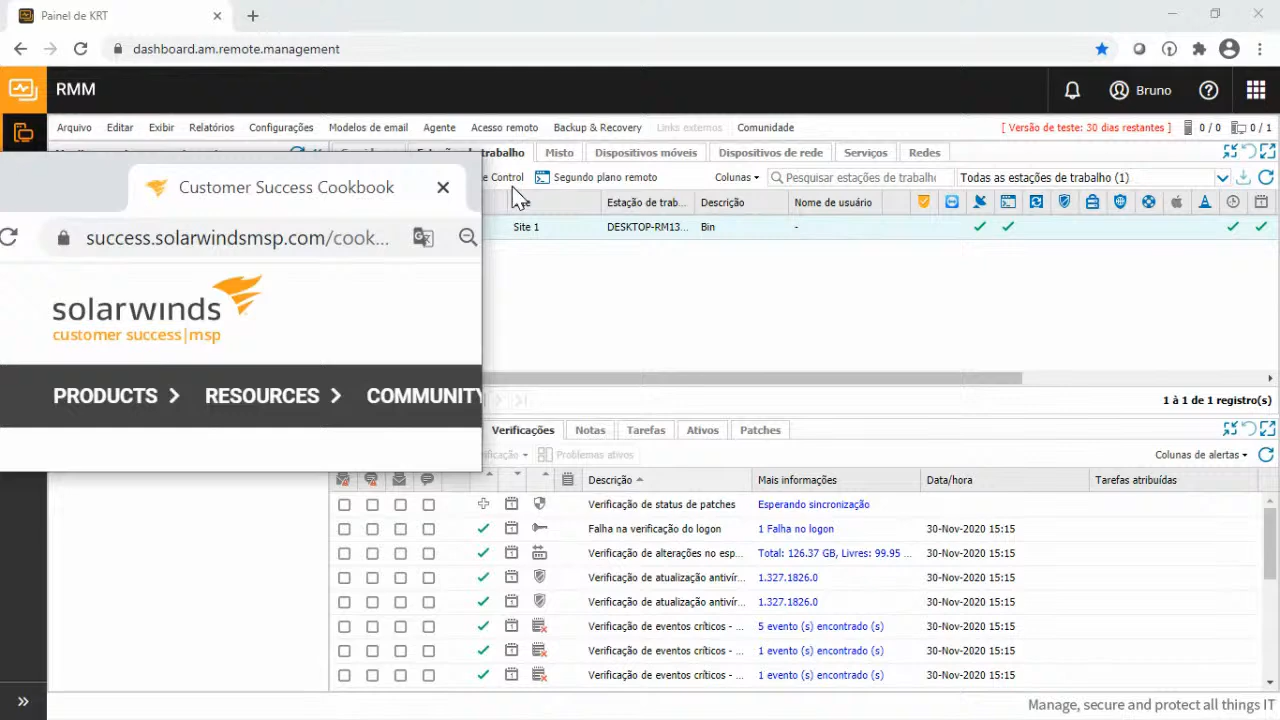 Painel de KRT
dashboard.am.remote.management
RMM
Bruno
Arquivo Editar Exibir Relatórios Configurações Modelos de email Agente Acesso remoto Backup & Recovery Links externos Comunidade [ Versão de teste: 30 dias restantes ] 0 / 0 0 / 1
trabalho Misto Dispositivos móveis Dispositivos de rede Serviços Redes
Control Segundo plano remoto Colunas Pesquisar estações de trabalho Todas as estações de trabalho (1)
Estação de trab... Descrição Nome de usuário
Site 1 DESKTOP-RM13... Bin -
Customer Success Cookbook
success.solarwindsmsp.com/cook...
solarwinds
customer success|msp
PRODUCTS RESOURCES COMMUNITY
1 à 1 de 1 registro(s)
Verificações Notas Tarefas Ativos Patches
Problemas ativos Colunas de alertas
Descrição Mais informações Data/hora Tarefas atribuídas
Verificação de status de patches Esperando sincronização
Falha na verificação do logon 1 Falha no logon 30-Nov-2020 15:15
Verificação de alterações no esp... Total: 126.37 GB, Livres: 99.95 ... 30-Nov-2020 15:15
Verificação de atualização antivír... 1.327.1826.0 30-Nov-2020 15:15
Verificação de atualização antivír... 1.327.1826.0 30-Nov-2020 15:15
Verificação de eventos críticos - ... 5 evento (s) encontrado (s) 30-Nov-2020 15:15
Verificação de eventos críticos - ... 1 evento (s) encontrado (s) 30-Nov-2020 15:15
Verificação de eventos críticos - ... 1 evento (s) encontrado (s) 30-Nov-2020 15:15
Manage, secure and protect all things IT